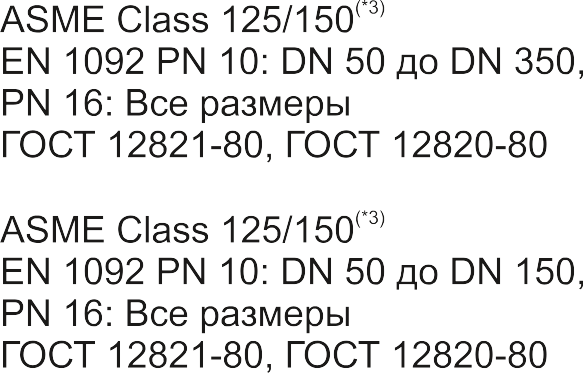 ASME Class 125/150(*3)
EN 1092 PN 10: DN 50 до DN 350,
PN 16: Все размеры
ГОСТ 12821-80, ГОСТ 12820-80
ASME Class 125/150(*3)
EN 1092 PN 10: DN 50 до DN 150,
PN 16: Все размеры
ГОСТ 12821-80, ГОСТ 12820-80